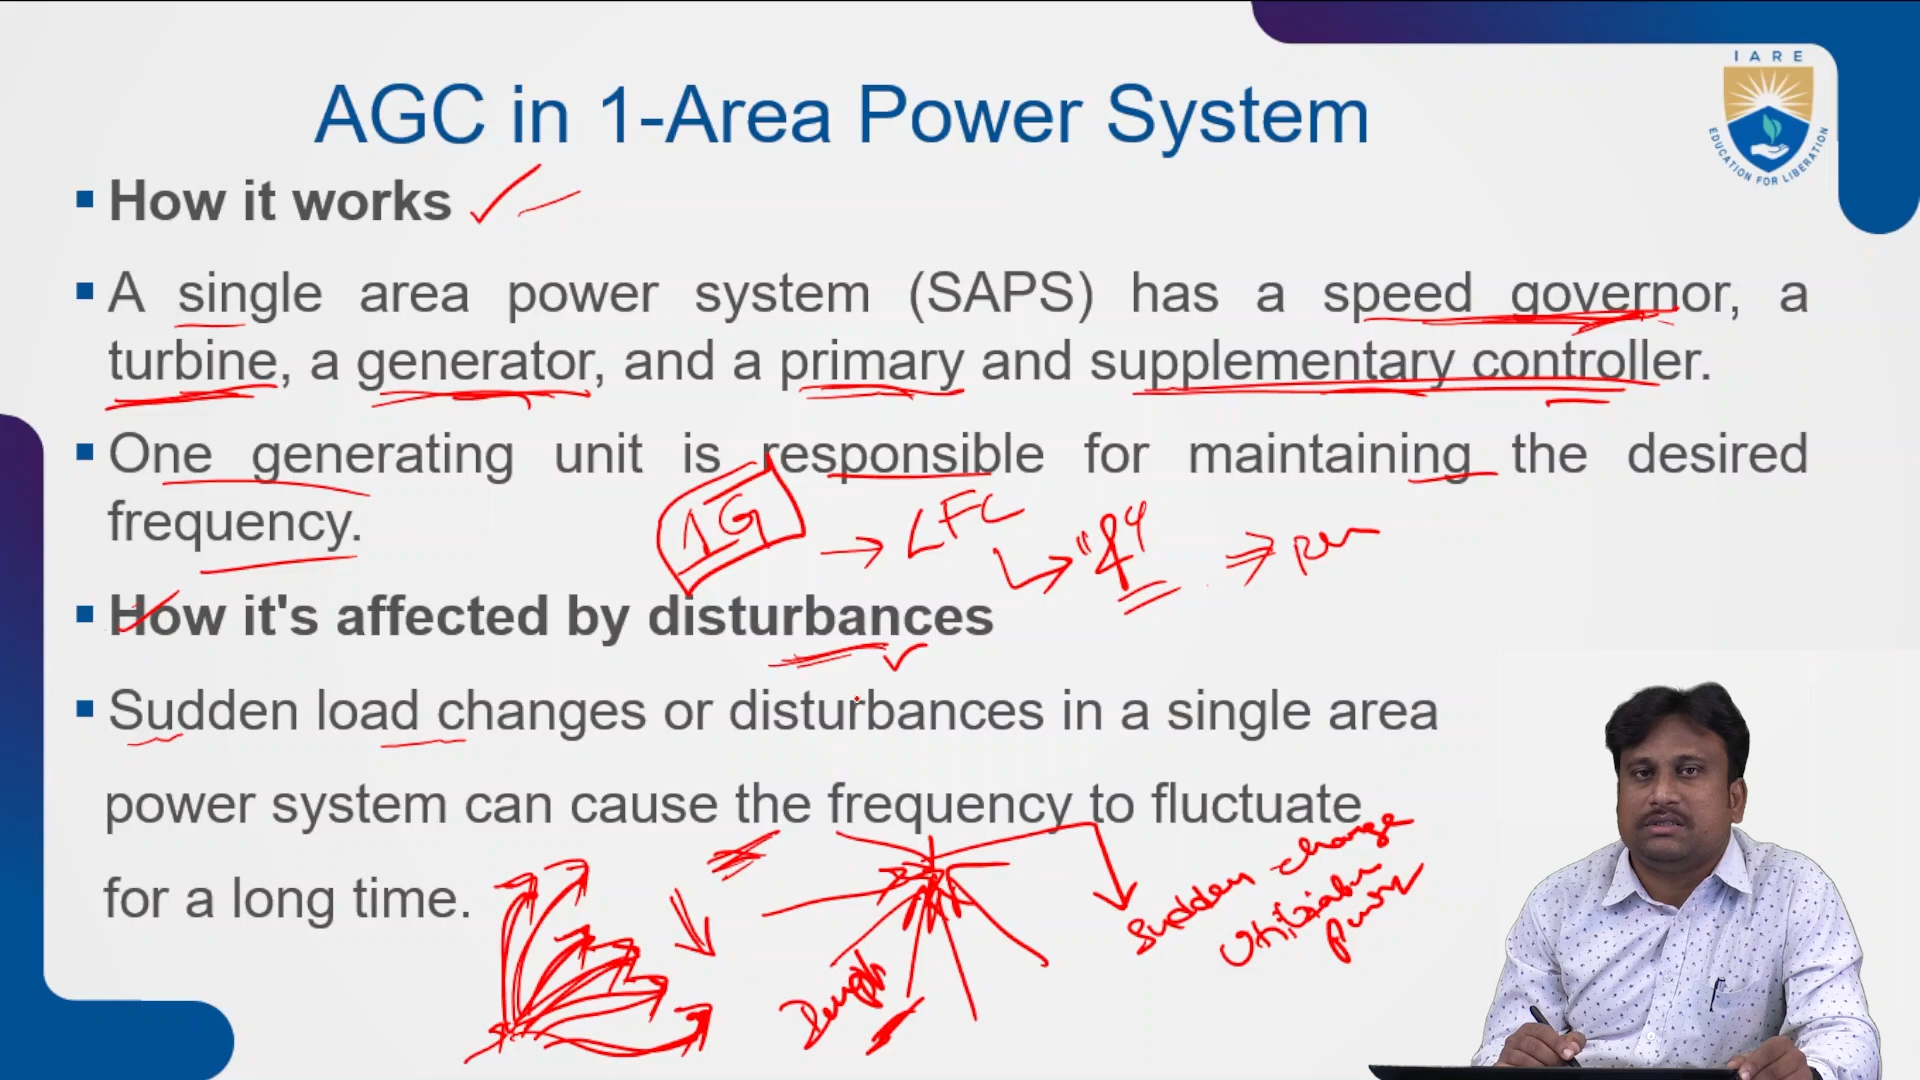 IARE
EDUCATION FOR LIBERATION
AGC in 1-Area Power System
▪ How it works
▪ A single area power system (SAPS) has a speed governor, a
turbine, a generator, and a primary and supplementary controller.
▪ One generating unit is responsible for maintaining the desired
frequency.
1G → LFC
"f"
▪ How it's affected by disturbances
▪ Sudden load changes or disturbances in a single area
power system can cause the frequency to fluctuate
for a long time.
Sudden change